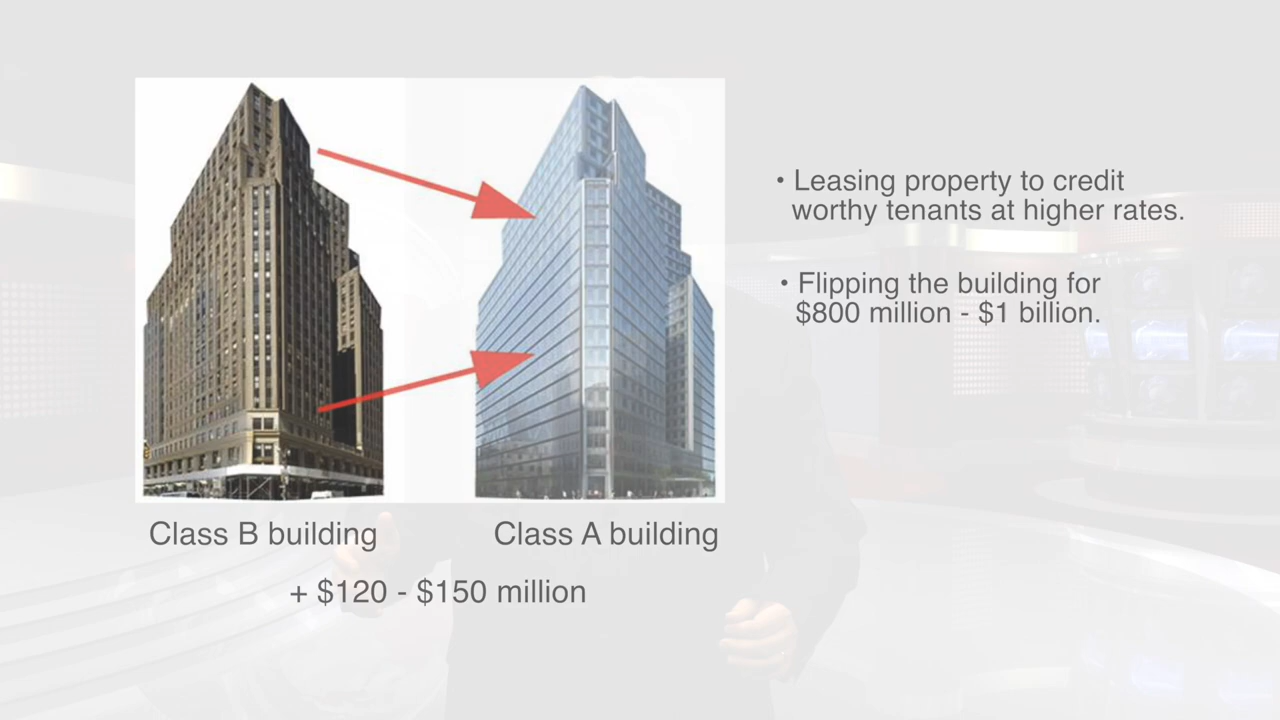 • Leasing property to credit
worthy tenants at higher rates.
• Flipping the building for
$800 million - $1 billion.
Class B building
Class A building
+ $120 - $150 million